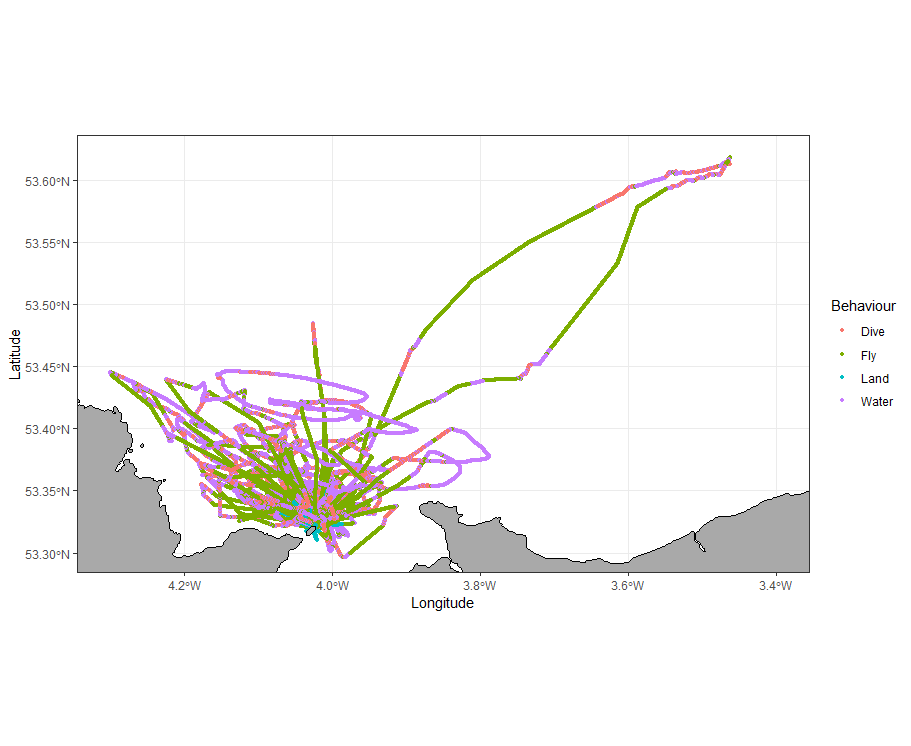 53.60°N
53.55°N
53.50°N
53.45°N
53.40°N
53.35°N
53.30°N
Latitude
4.2°W 4.0°W 3.8°W 3.6°W 3.4°W
Longitude
Behaviour
Dive
Fly
Land
Water